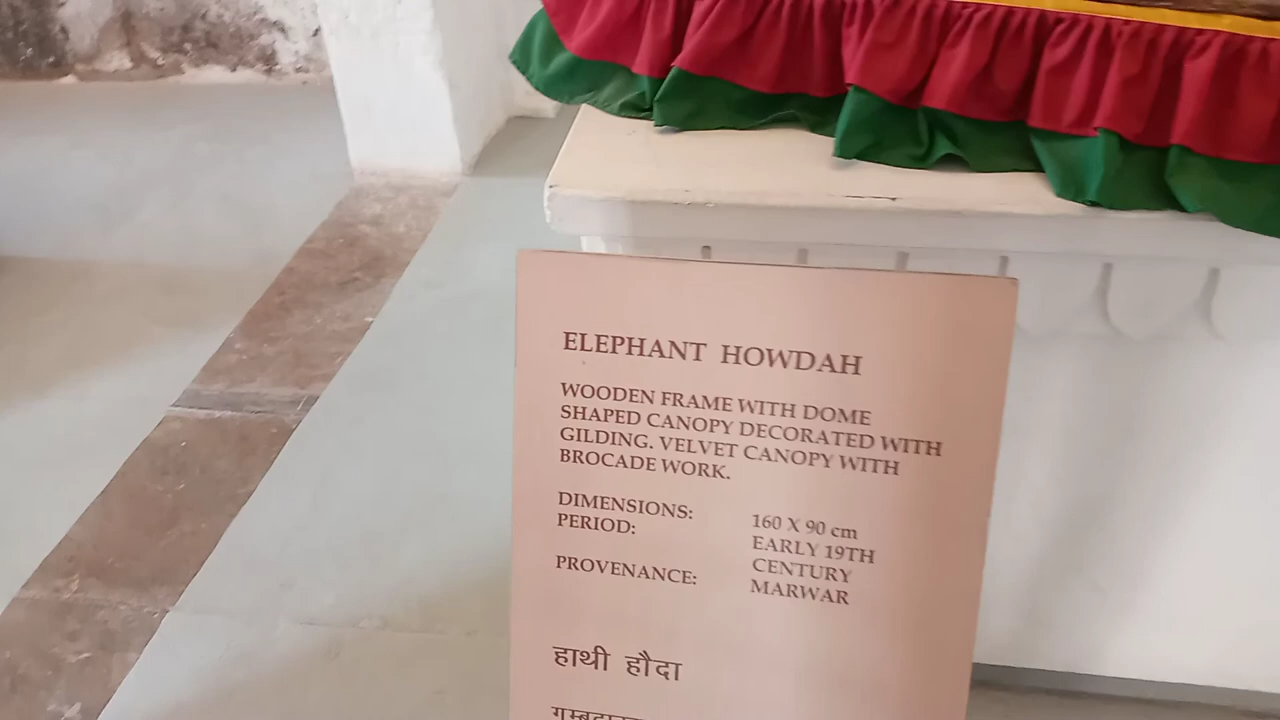 ELEPHANT HOWDAH
WOODEN FRAME WITH DOME
SHAPED CANOPY DECORATED WITH
GILDING. VELVET CANOPY WITH
BROCADE WORK.
DIMENSIONS: 160 X 90 cm
PERIOD: EARLY 19TH
CENTURY
PROVENANCE: MARWAR
हाथी हौदा